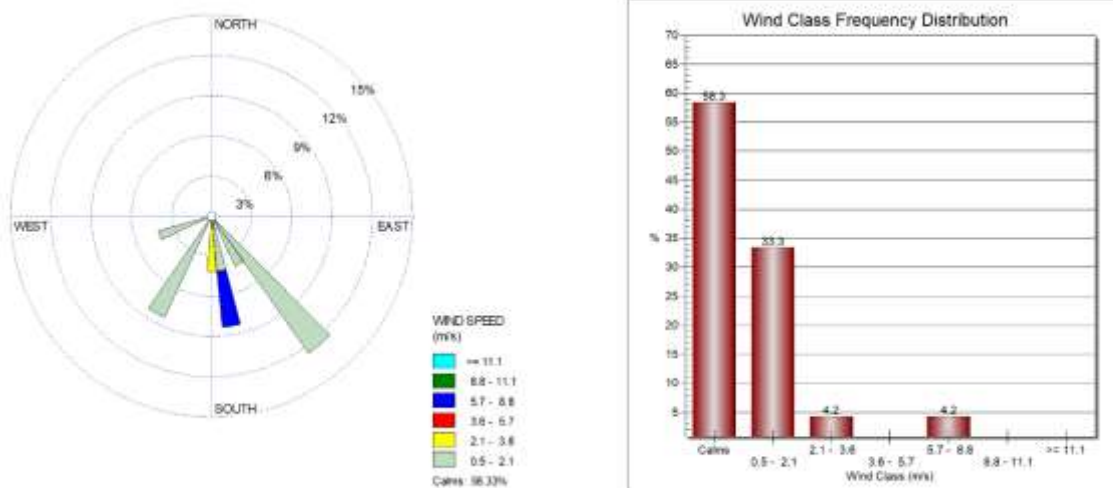 NORTH
15%
12%
9%
6%
3%
WEST
EAST
SOUTH
WIND SPEED
(m/s)
>= 11.1
8.8 - 11.1
5.7 - 8.8
3.6 - 5.7
2.1 - 3.6
0.5 - 2.1
Calms: 58.33%
Wind Class Frequency Distribution
70
65
60
55
50
45
40
35
30
25
20
15
10
5
%
58.3
33.3
4.2
4.2
Calms
0.5 - 2.1
2.1 - 3.6
3.6 - 5.7
5.7 - 8.8
8.8 - 11.1
>= 11.1
Wind Class (m/s)